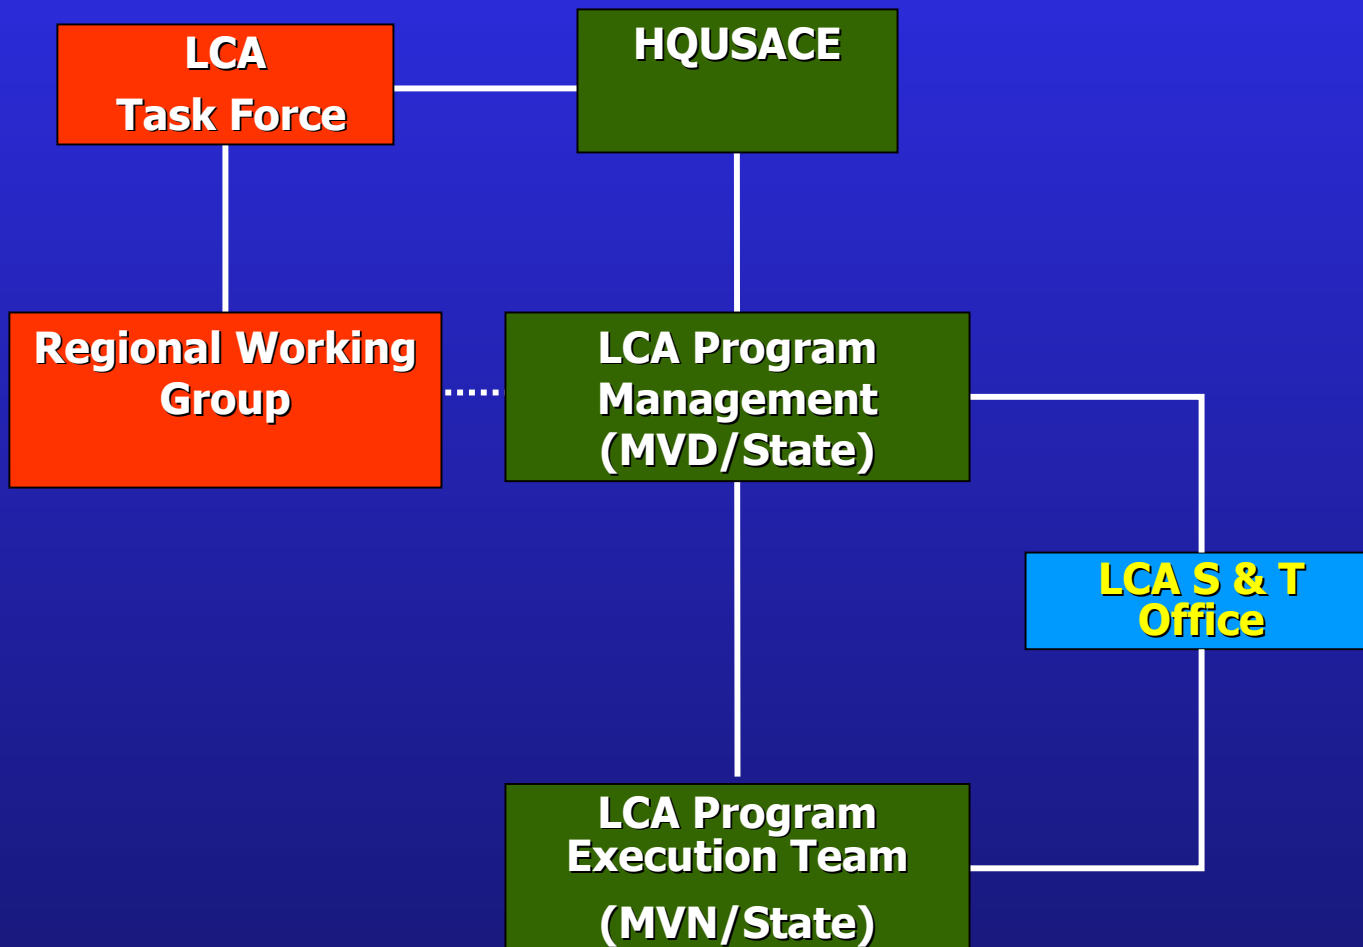 LCA
Task Force
HQUSACE
Regional Working
Group
LCA Program
Management
(MVD/State)
LCA S & T
Office
LCA Program
Execution Team
(MVN/State)